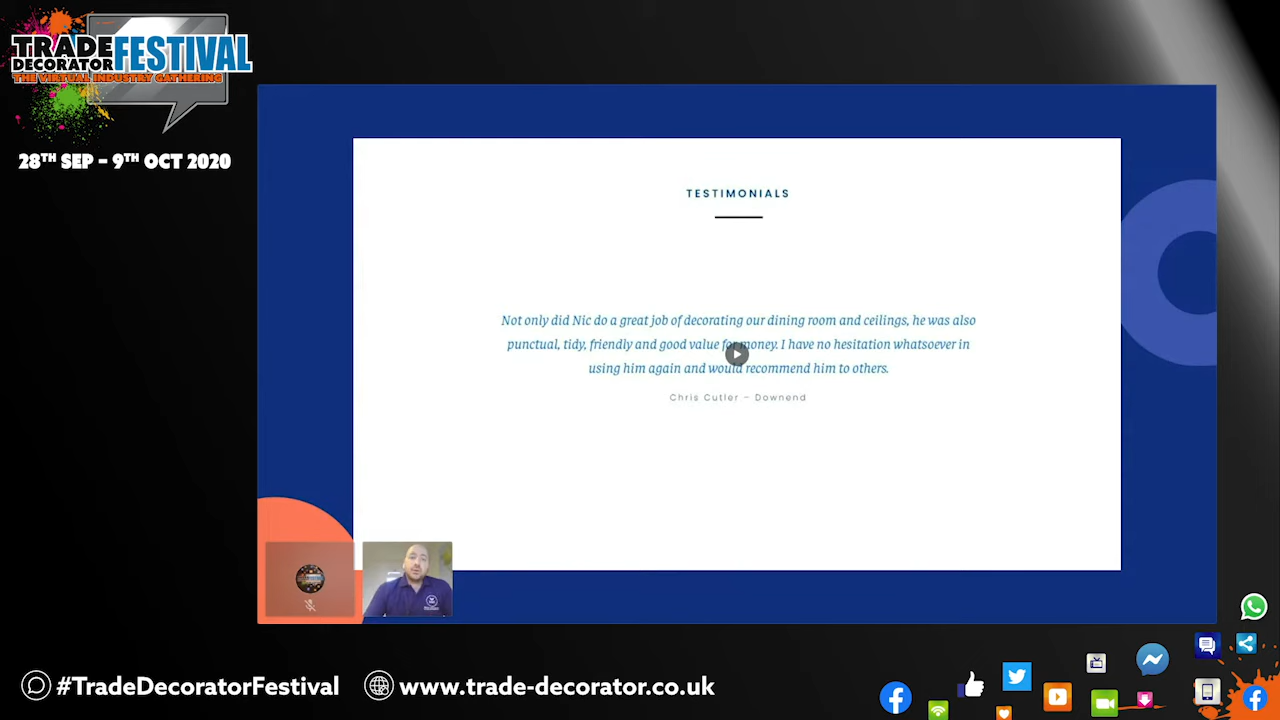 TRADE
DECORATOR
FESTIVAL
THE VIRTUAL INDUSTRY GATHERING
28TH SEP – 9TH OCT 2020
TESTIMONIALS
Not only did Nic do a great job of decorating our dining room and ceilings, he was also
punctual, tidy, friendly and good value for money. I have no hesitation whatsoever in
using him again and would recommend him to others.
Chris Cutler – Downend
#TradeDecoratorFestival
www.trade-decorator.co.uk